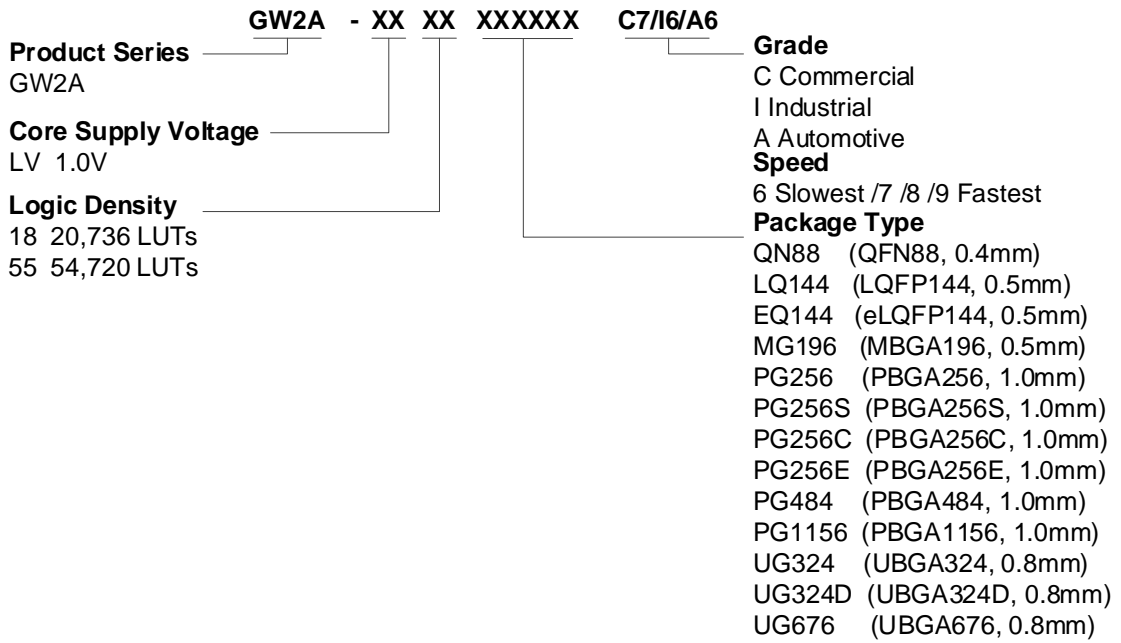 GW2A - XX XX XXXXXX C7/I6/A6
Product Series
GW2A
Core Supply Voltage
LV 1.0V
Logic Density
18 20,736 LUTs
55 54,720 LUTs
Grade
C Commercial
I Industrial
A Automotive
Speed
6 Slowest /7 /8 /9 Fastest
Package Type
QN88 (QFN88, 0.4mm)
LQ144 (LQFP144, 0.5mm)
EQ144 (eLQFP144, 0.5mm)
MG196 (MBGA196, 0.5mm)
PG256 (PBGA256, 1.0mm)
PG256S (PBGA256S, 1.0mm)
PG256C (PBGA256C, 1.0mm)
PG256E (PBGA256E, 1.0mm)
PG484 (PBGA484, 1.0mm)
PG1156 (PBGA1156, 1.0mm)
UG324 (UBGA324, 0.8mm)
UG324D (UBGA324D, 0.8mm)
UG676 (UBGA676, 0.8mm)